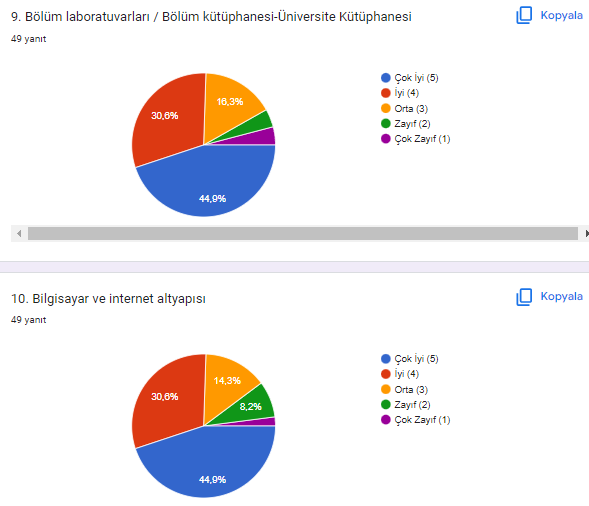 9. Bölüm laboratuvarları / Bölüm kütüphanesi-Üniversite Kütüphanesi
Kopyala
49 yanıt
Çok İyi (5)
İyi (4)
Orta (3)
Zayıf (2)
Çok Zayıf (1)
16,3%
30,6%
44,9%
10. Bilgisayar ve internet altyapısı
Kopyala
49 yanıt
Çok İyi (5)
İyi (4)
Orta (3)
Zayıf (2)
Çok Zayıf (1)
14,3%
30,6%
8,2%
44,9%